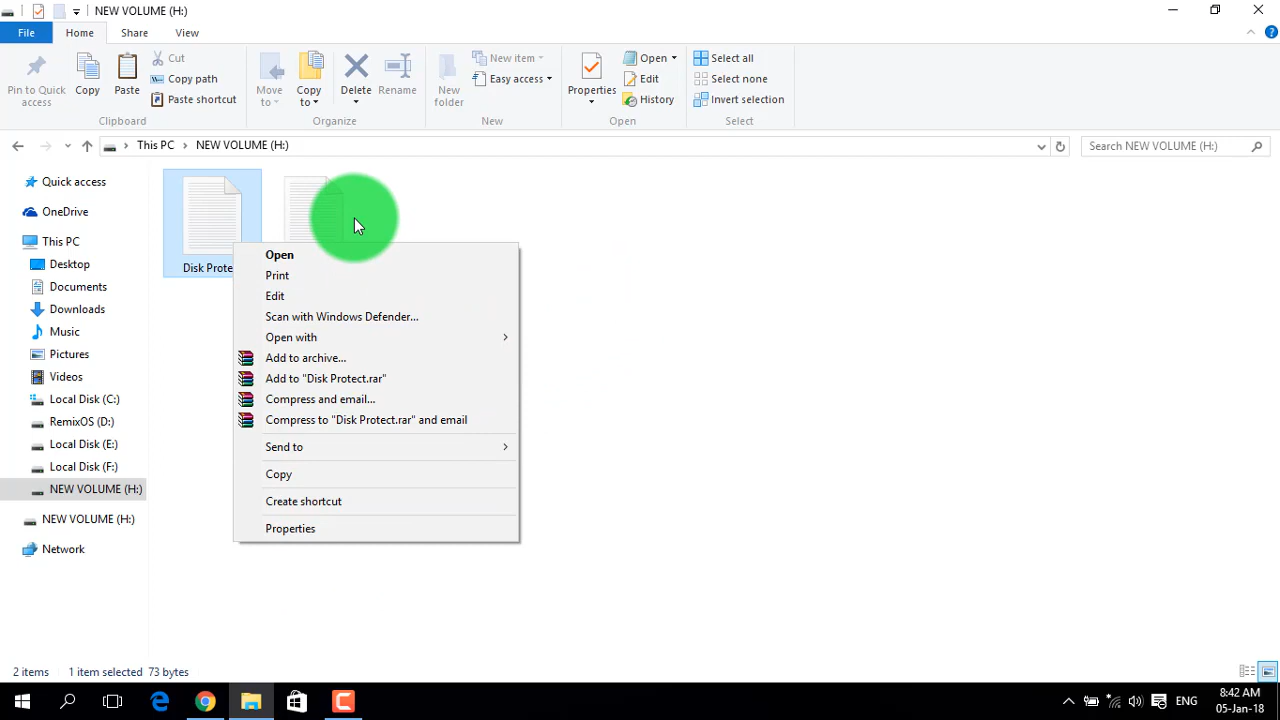 NEW VOLUME (H:)
File Home Share View
Pin to Quick access
Copy
Paste
Cut
Copy path
Paste shortcut
Clipboard
Move to
Copy to
Delete
Rename
Organize
New folder
New item
Easy access
New
Properties
Open
Edit
History
Open
Select all
Select none
Invert selection
Select
This PC NEW VOLUME (H:)
Search NEW VOLUME (H:)
Quick access
OneDrive
This PC
Desktop
Documents
Downloads
Music
Pictures
Videos
Local Disk (C:)
RemixOS (D:)
Local Disk (E:)
Local Disk (F:)
NEW VOLUME (H:)
NEW VOLUME (H:)
Network
Disk Prote
Open
Print
Edit
Scan with Windows Defender...
Open with
Add to archive...
Add to "Disk Protect.rar"
Compress and email...
Compress to "Disk Protect.rar" and email
Send to
Copy
Create shortcut
Properties
2 items 1 item selected 73 bytes
ENG
8:42 AM
05-Jan-18